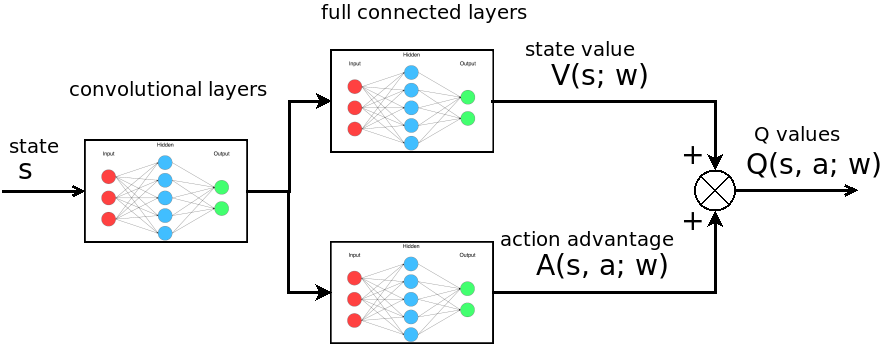 full connected layers
Input
Hidden
Output
state value
V(s; w)
convolutional layers
state
s
Input
Hidden
Output
+
Q values
Q(s, a; w)
+
action advantage
A(s, a; w)
Input
Hidden
Output